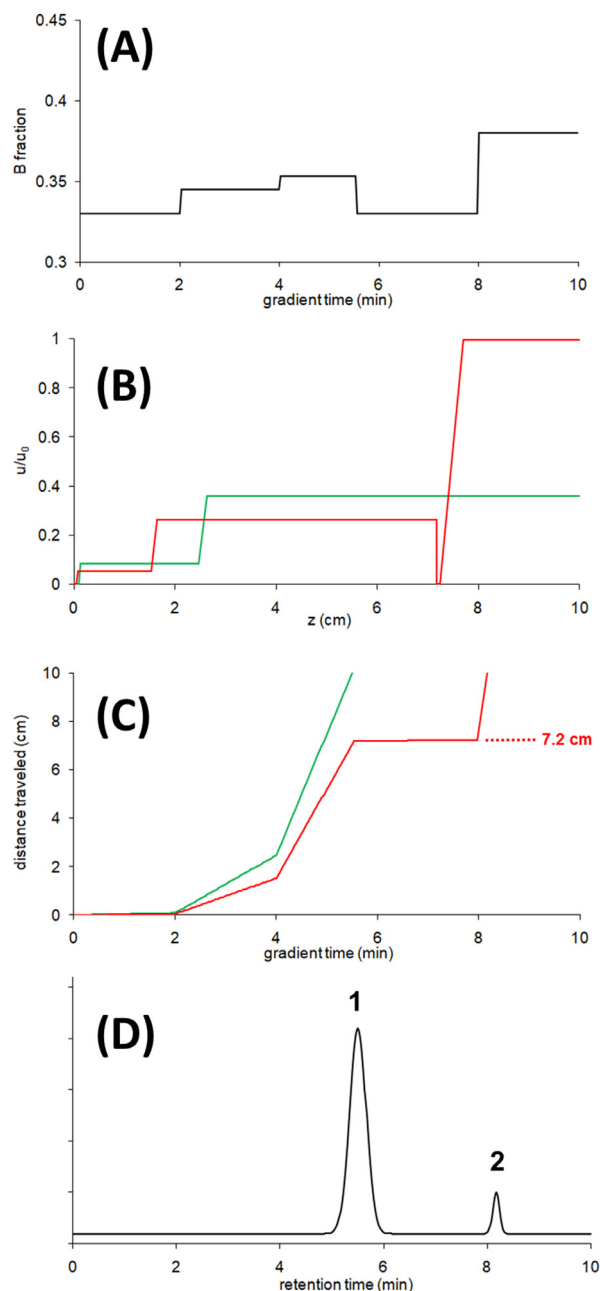 (A)
0.45
0.4
0.35
0.3
B fraction
0 2 4 6 8 10
gradient time (min)
(B)
1
0.8
0.6
0.4
0.2
0
u/u0
0 2 4 6 8 10
z (cm)
(C)
10
8
6
4
2
0
distance traveled (cm)
7.2 cm
0 2 4 6 8 10
gradient time (min)
(D)
1
2
0 2 4 6 8 10
retention time (min)